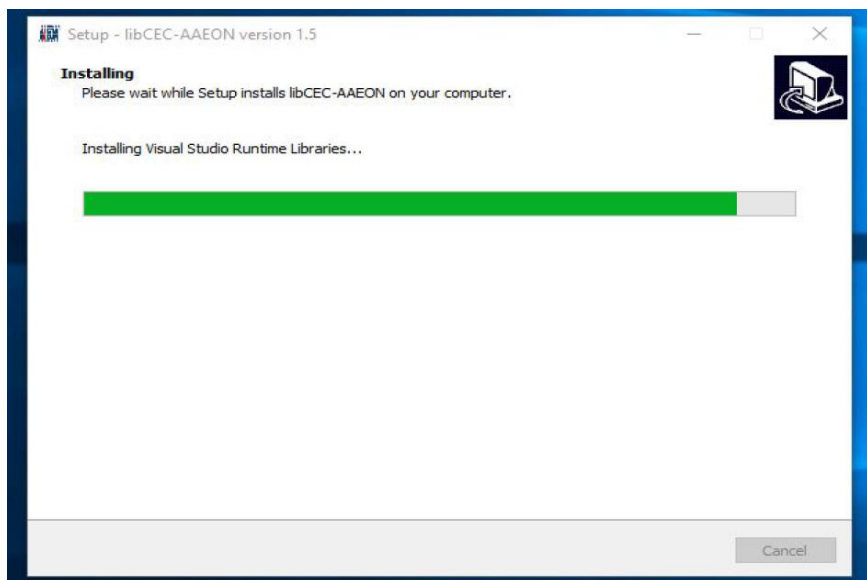 Setup - libCEC-AAEON version 1.5
Installing
Please wait while Setup installs libCEC-AAEON on your computer.
Installing Visual Studio Runtime Libraries...
Cancel